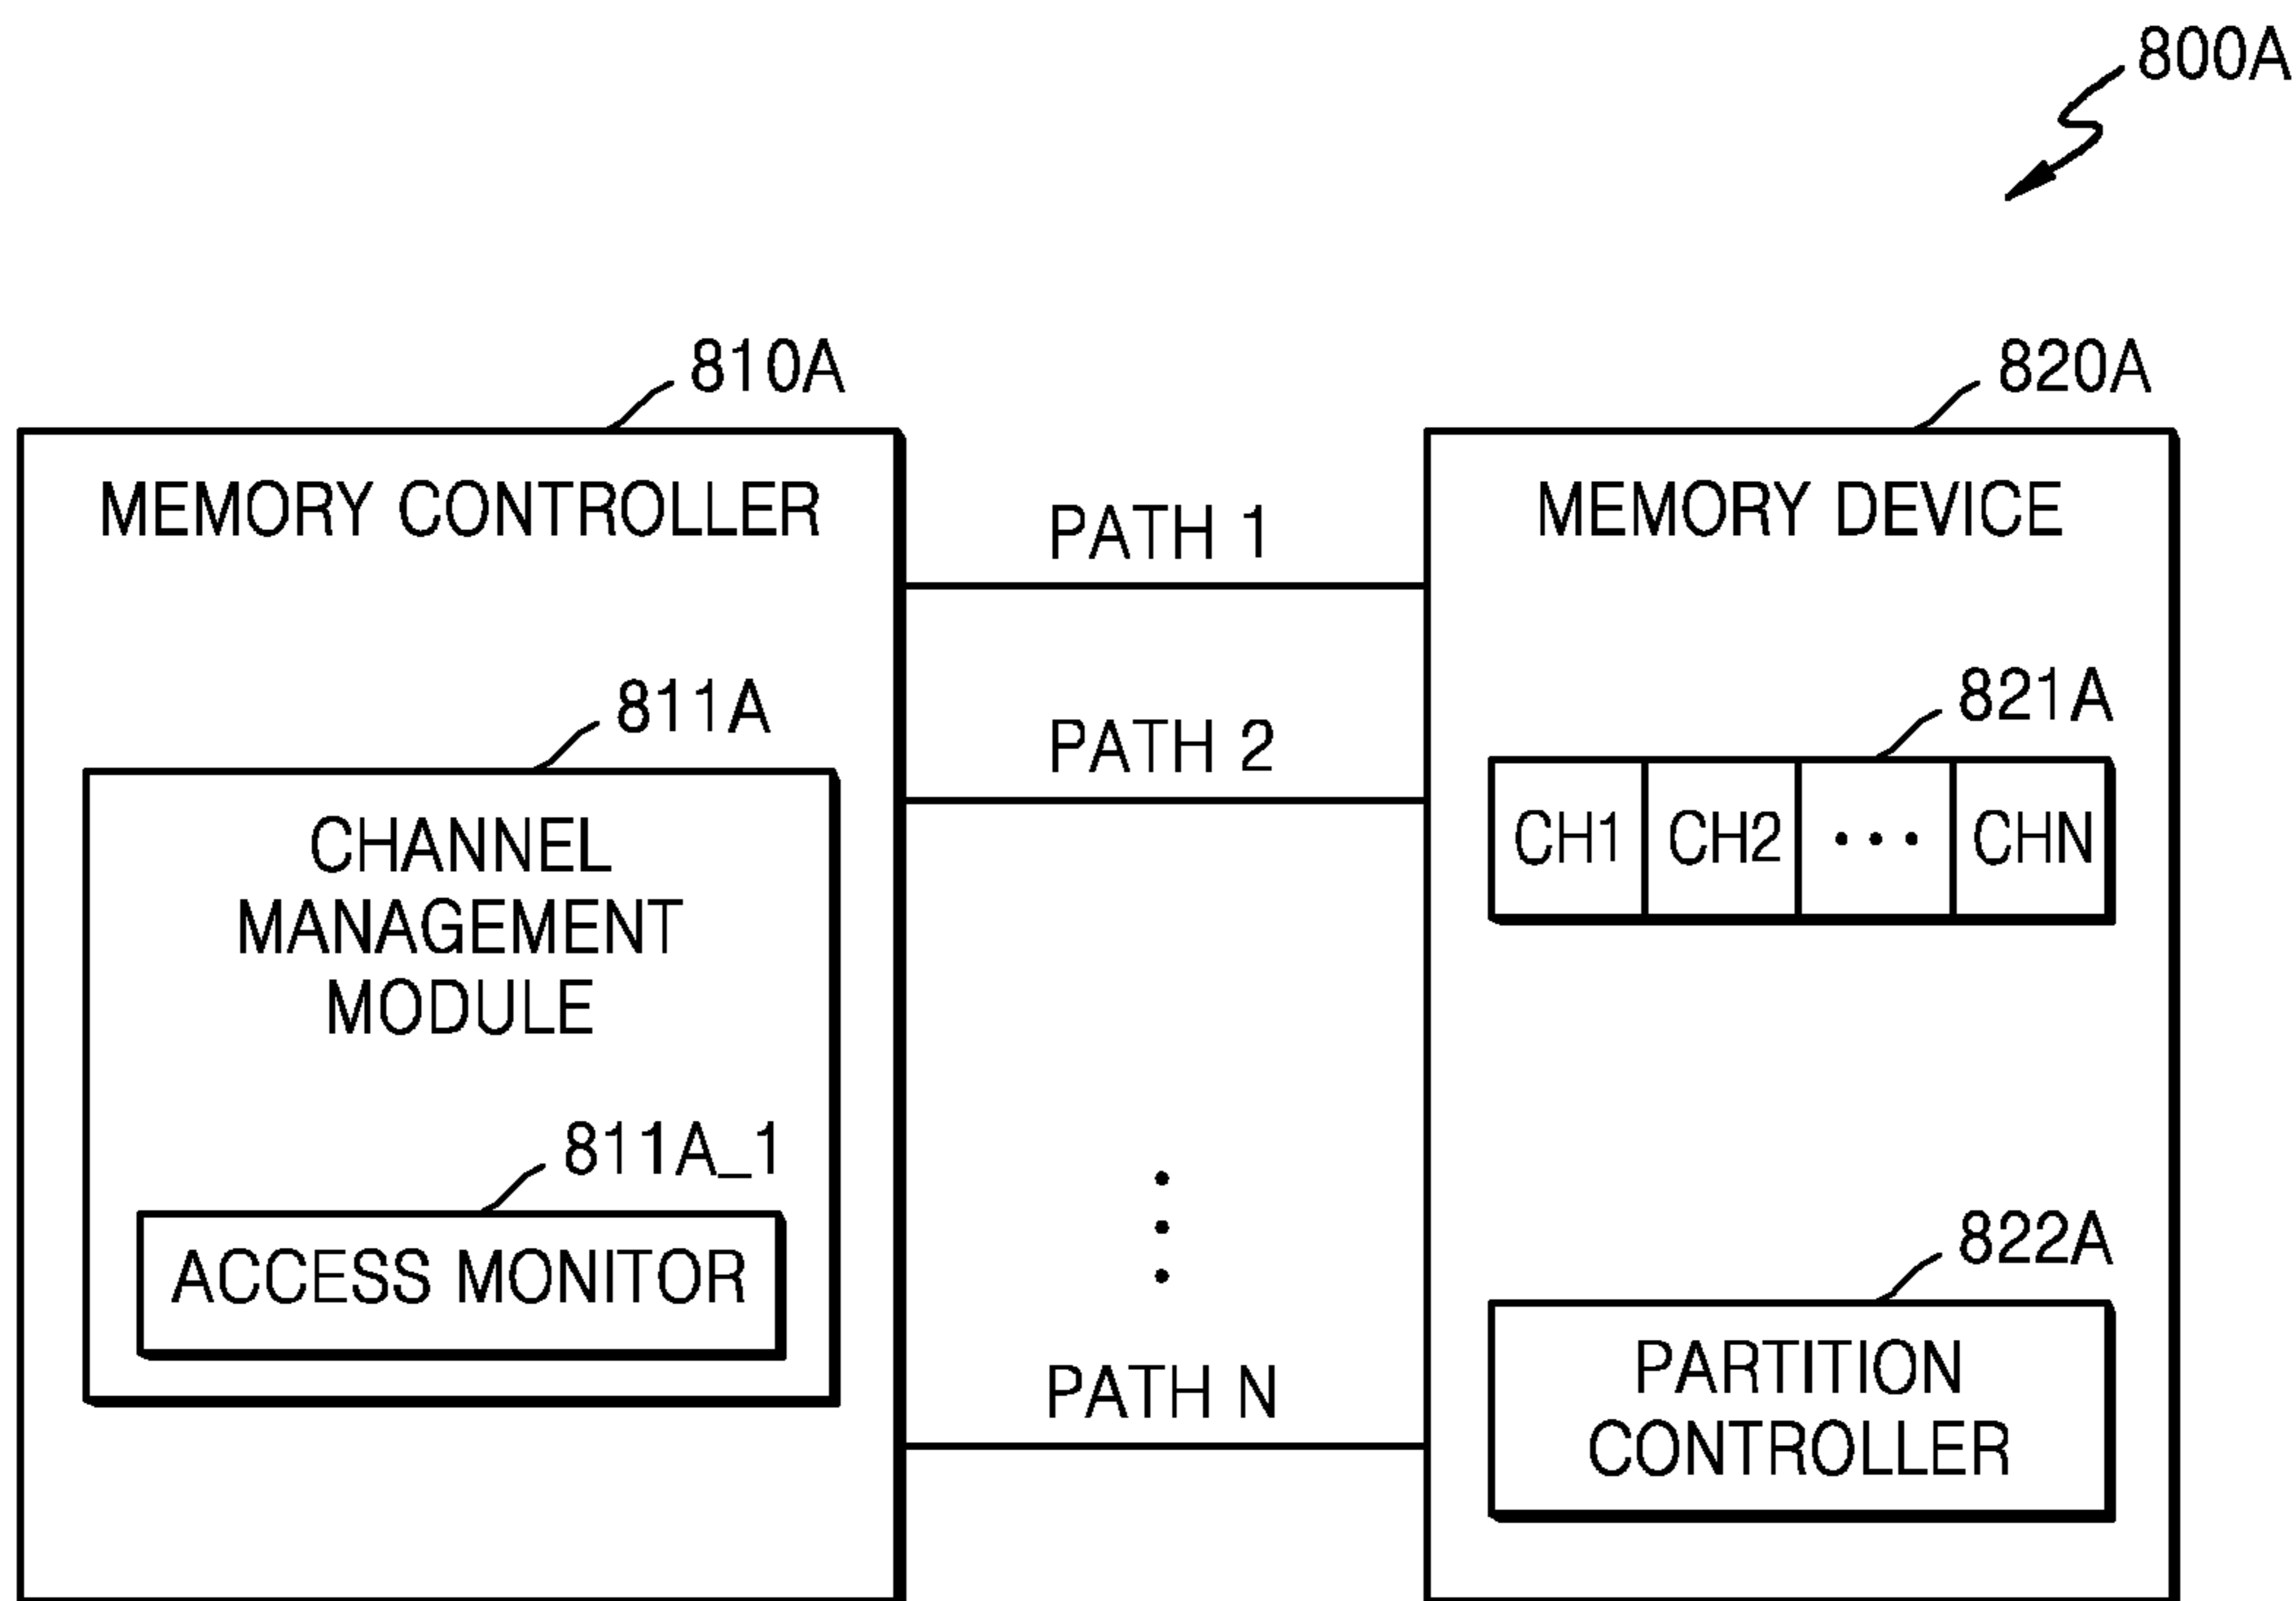 800A
810A
820A
MEMORY CONTROLLER
MEMORY DEVICE
PATH 1
811A
821A
PATH 2
CH1 CH2 ··· CHN
CHANNEL
MANAGEMENT
MODULE
811A_1
822A
ACCESS MONITOR
PARTITION
CONTROLLER
PATH N